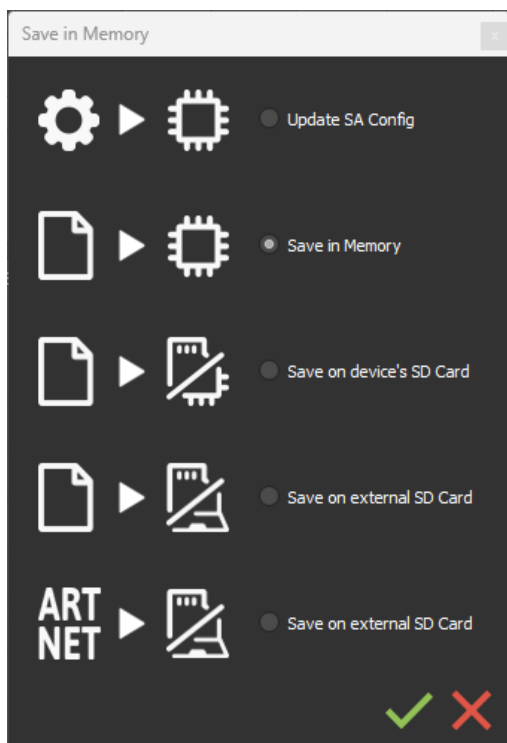 Save in Memory
x
Update SA Config
Save in Memory
Save on device's SD Card
Save on external SD Card
ART
NET
Save on external SD Card